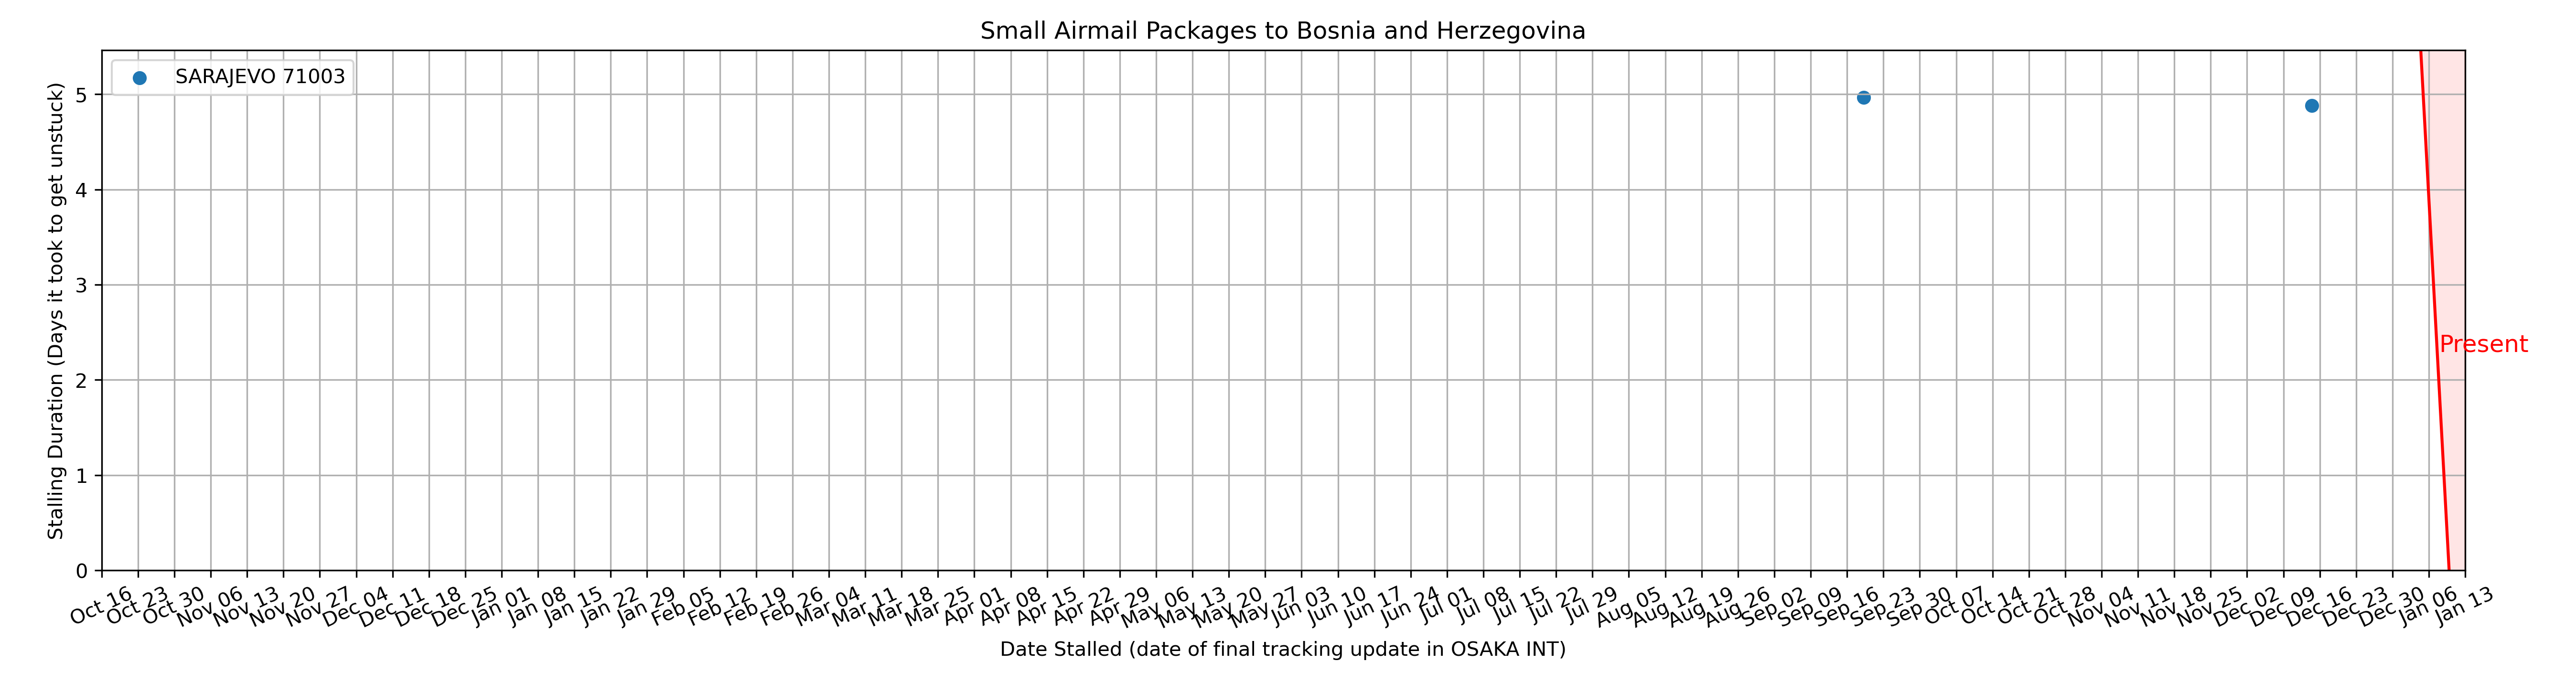 Small Airmail Packages to Bosnia and Herzegovina
SARAJEVO 71003
Stalling Duration (Days it took to get unstuck)
5
4
3
2
1
0
Present
Oct 16
Oct 23
Oct 30
Nov 06
Nov 13
Nov 20
Nov 27
Dec 04
Dec 11
Dec 18
Dec 25
Jan 01
Jan 08
Jan 15
Jan 22
Jan 29
Feb 05
Feb 12
Feb 19
Feb 26
Mar 04
Mar 11
Mar 18
Mar 25
Apr 01
Apr 08
Apr 15
Apr 22
Apr 29
May 06
May 13
May 20
May 27
Jun 03
Jun 10
Jun 17
Jun 24
Jul 01
Jul 08
Jul 15
Jul 22
Jul 29
Aug 05
Aug 12
Aug 19
Aug 26
Sep 02
Sep 09
Sep 16
Sep 23
Sep 30
Oct 07
Oct 14
Oct 21
Oct 28
Nov 04
Nov 11
Nov 18
Nov 25
Dec 02
Dec 09
Dec 16
Dec 23
Dec 30
Jan 06
Jan 13
Date Stalled (date of final tracking update in OSAKA INT)